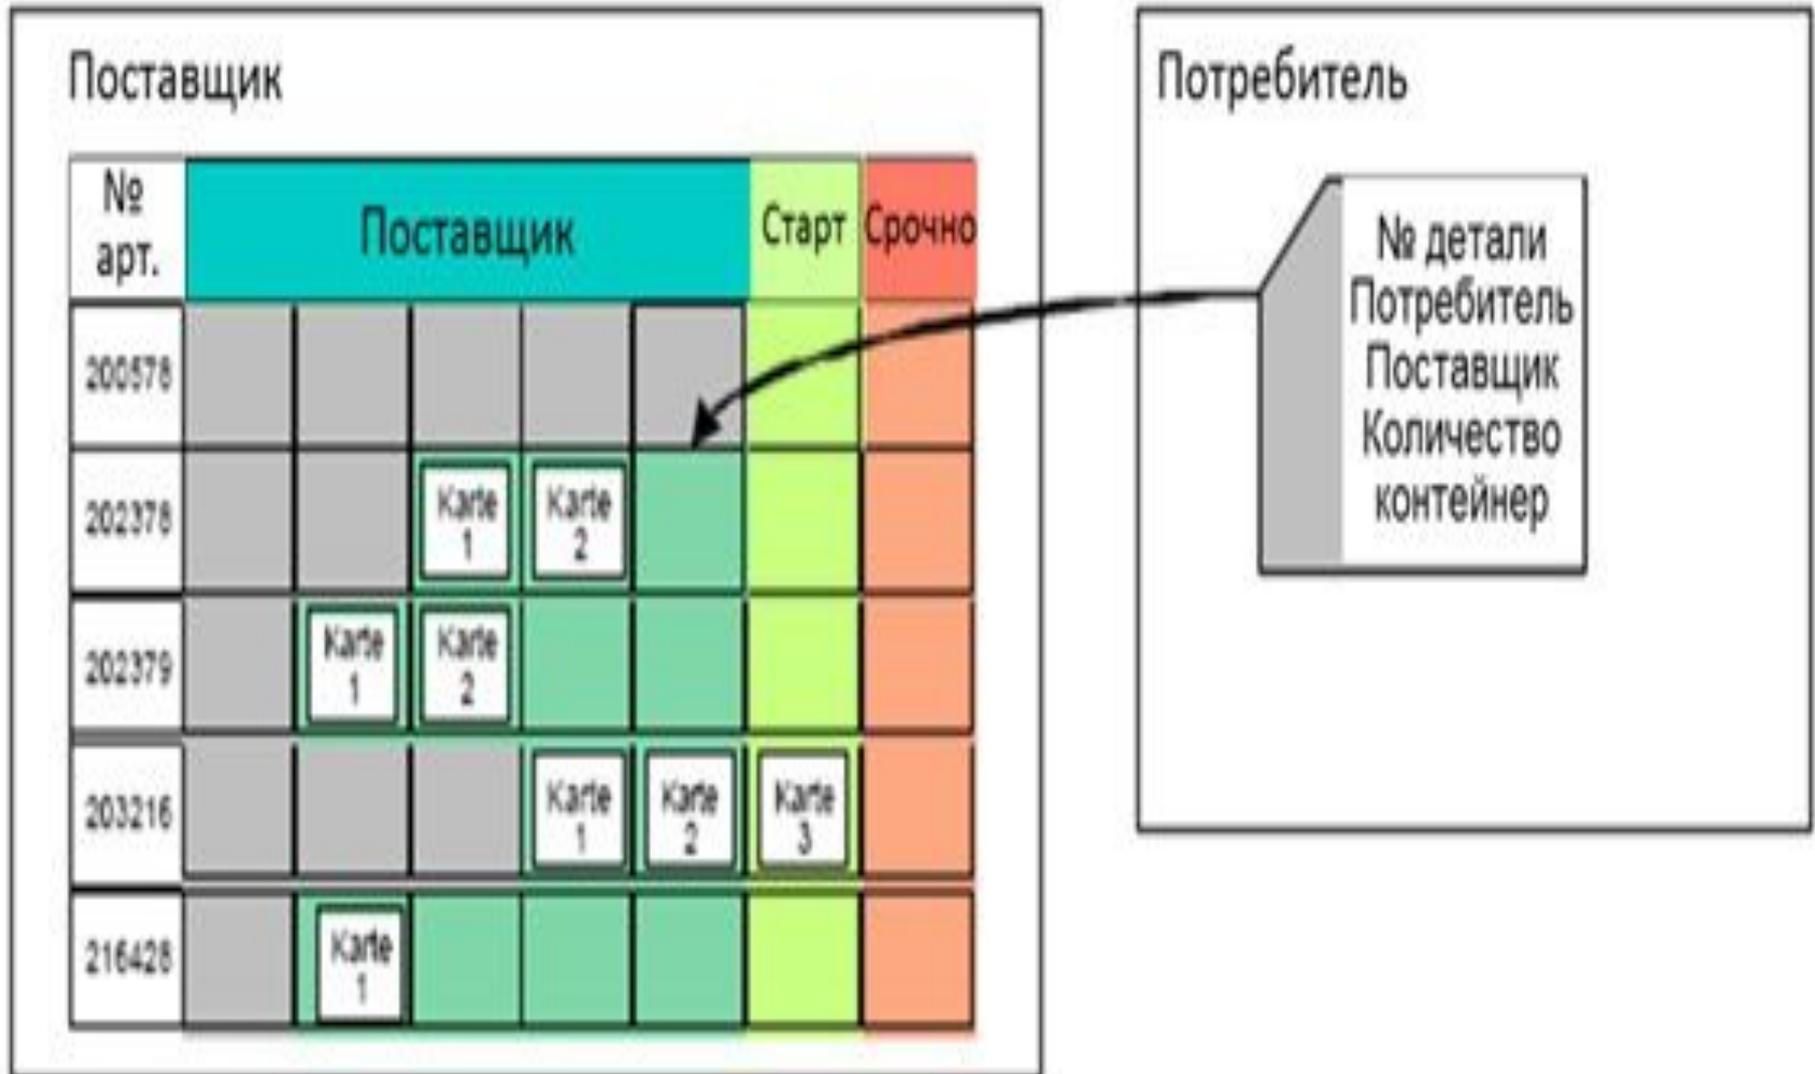 Поставщик
№
арт.
Поставщик
Старт
Срочно
200578
202378
Karte
1
Karte
2
202379
Karte
1
Karte
2
203216
Karte
1
Karte
2
Karte
3
216428
Karte
1
Потребитель
№ детали
Потребитель
Поставщик
Количество
контейнер